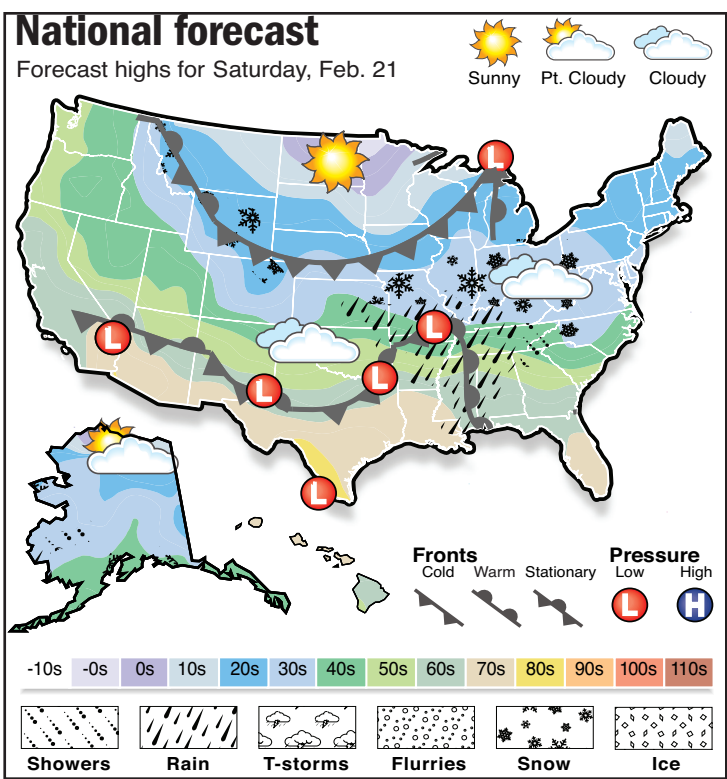 National forecast
Forecast highs for Saturday, Feb. 21
Sunny Pt. Cloudy Cloudy
L
L
L
L
L
L
Fronts Pressure
Cold Warm Stationary Low High
L H
-10s -0s 0s 10s 20s 30s 40s 50s 60s 70s 80s 90s 100s 110s
Showers Rain T-storms Flurries Snow Ice